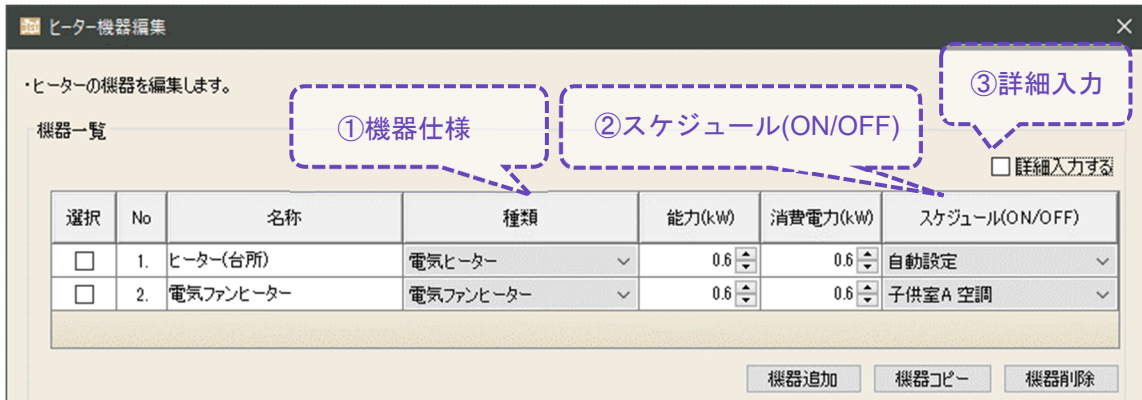 ヒーター機器編集
・ヒーターの機器を編集します。
③詳細入力
①機器仕様
②スケジュール(ON/OFF)
機器一覧
詳細入力する
選択 No 名称 種類 能力(kW) 消費電力(kW) スケジュール(ON/OFF)
1. ヒーター(台所) 電気ヒーター 0.6 0.6 自動設定
2. 電気ファンヒーター 電気ファンヒーター 0.6 0.6 子供室A 空調
機器追加 機器コピー 機器削除